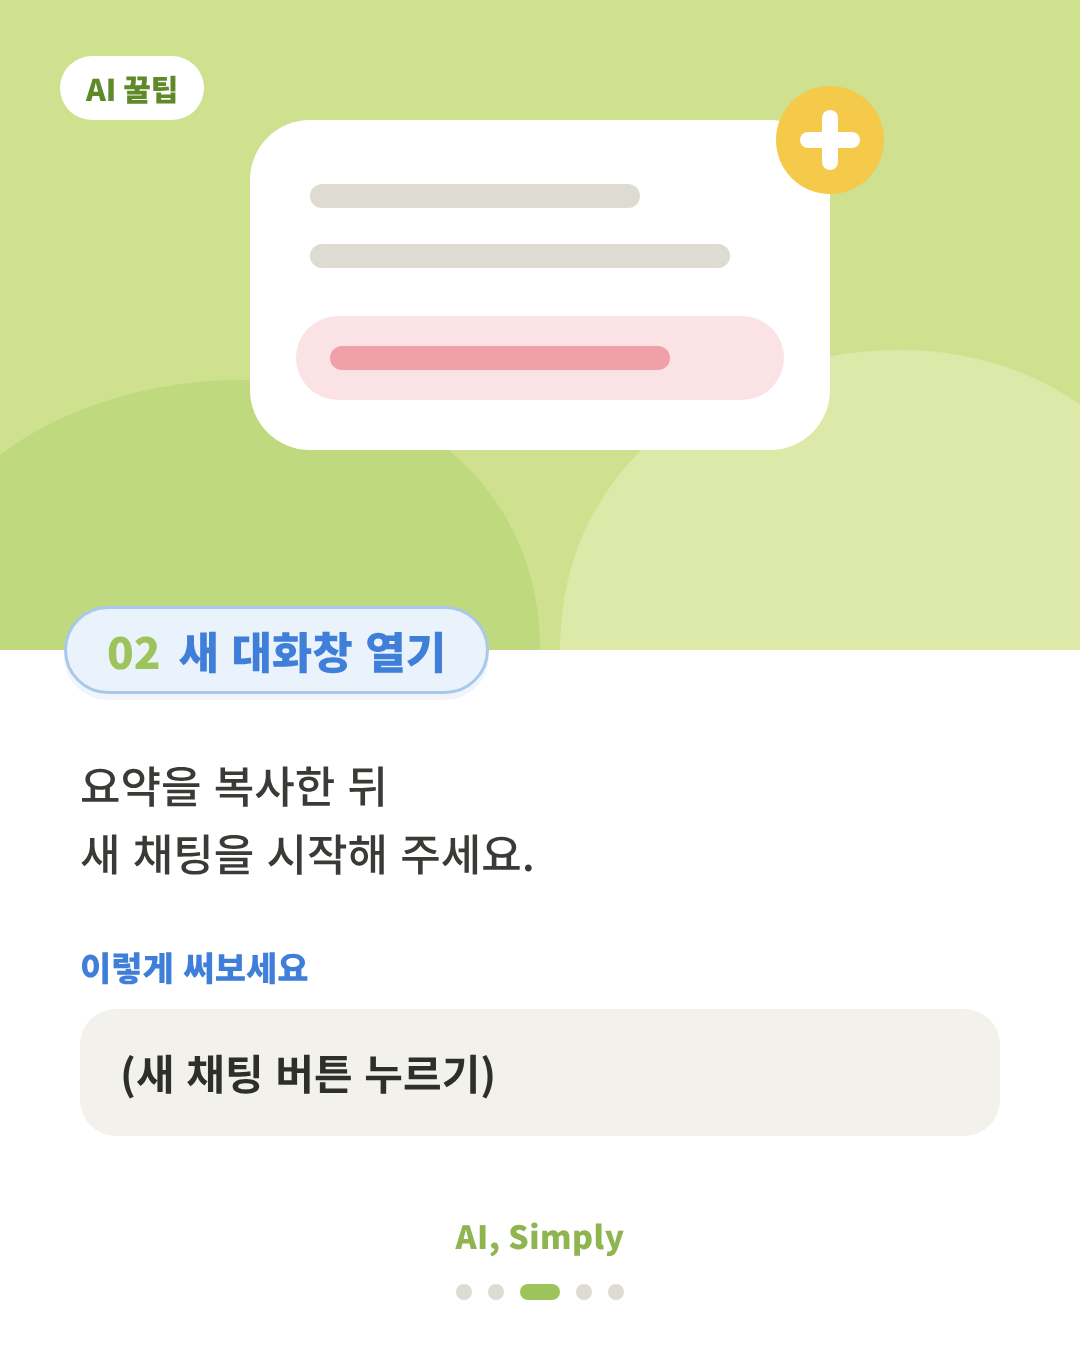 AI 꿀팁
02 새 대화창 열기
요약을 복사한 뒤
새 채팅을 시작해 주세요.
이렇게 써보세요
(새 채팅 버튼 누르기)
AI, Simply